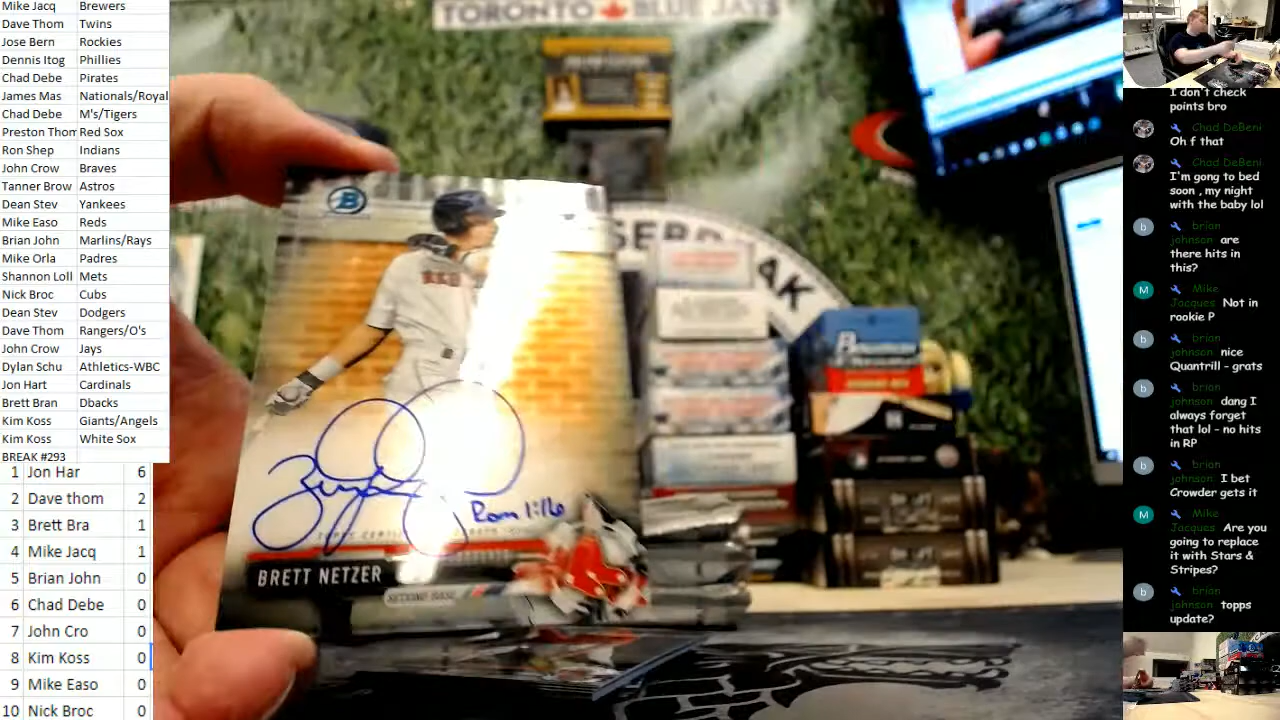 Mike Jacq Brewers
Dave Thom Twins
Jose Bern Rockies
Dennis Itog Phillies
Chad Debe Pirates
James Mas Nationals/Royal
Chad Debe M's/Tigers
Preston Thom Red Sox
Ron Shep Indians
John Crow Braves
Tanner Brow Astros
Dean Stev Yankees
Mike Easo Reds
Brian John Marlins/Rays
Mike Orla Padres
Shannon Loll Mets
Nick Broc Cubs
Dean Stev Dodgers
Dave Thom Rangers/O's
John Crow Jays
Dylan Schu Athletics-WBC
Jon Hart Cardinals
Brett Bran Dbacks
Kim Koss Giants/Angels
Kim Koss White Sox
BREAK #293
1 Jon Har 6
2 Dave thom 2
3 Brett Bra 1
4 Mike Jacq 1
5 Brian John 0
6 Chad Debe 0
7 John Cro 0
8 Kim Koss 0
9 Mike Easo 0
10 Nick Broc 0
TORONTO BLUE JAYS
B
RED
Rom 1:16
BRETT NETZER
SECOND BASE
Bowman
I don't check
points bro
Chad DeBeni
Oh f that
Chad DeBeni
I'm gong to bed
soon , my night
with the baby lol
brian
johnson are
there hits in
this?
Mike
Jacques Not in
rookie P
brian
johnson nice
Quantrill - grats
brian
johnson dang I
always forget
that lol - no hits
in RP
brian
johnson I bet
Crowder gets it
Mike
Jacques Are you
going to replace
it with Stars &
Stripes?
brian
johnson topps
update?